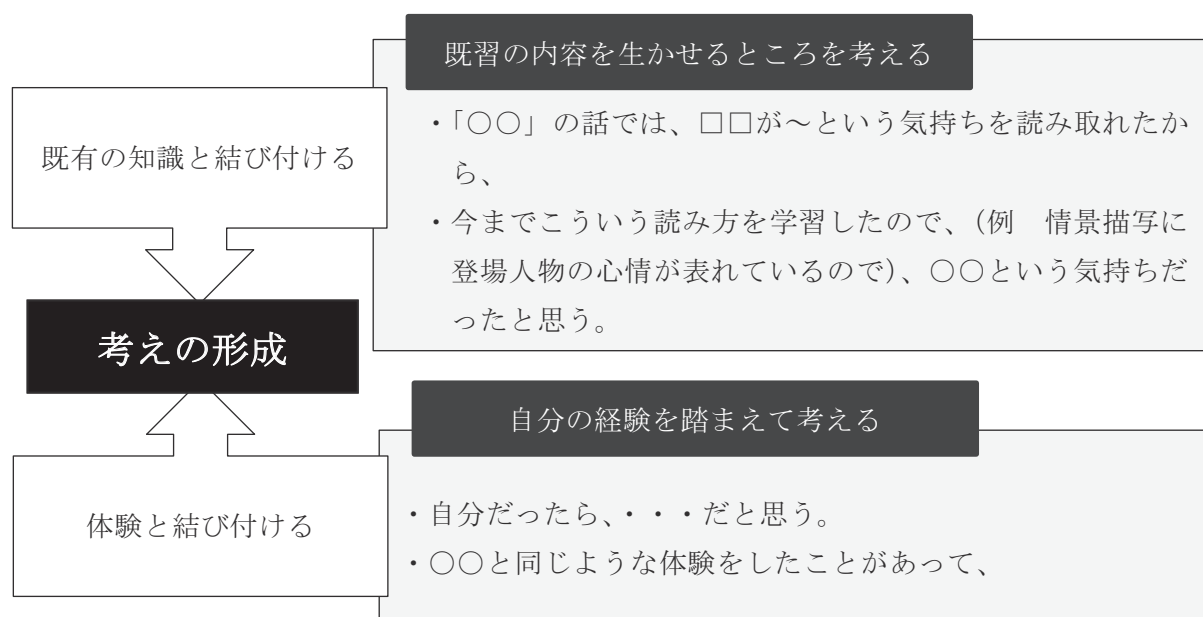 既習の内容を生かせるところを考える
既有の知識と結び付ける
・「○○」の話では、□□が～という気持ちを読み取れたか
ら、
・今までこういう読み方を学習したので、(例　情景描写に
登場人物の心情が表れているので)、○○という気持ちだ
ったと思う。
考えの形成
自分の経験を踏まえて考える
体験と結び付ける
・自分だったら、・・・だと思う。
・○○と同じような体験をしたことがあって、